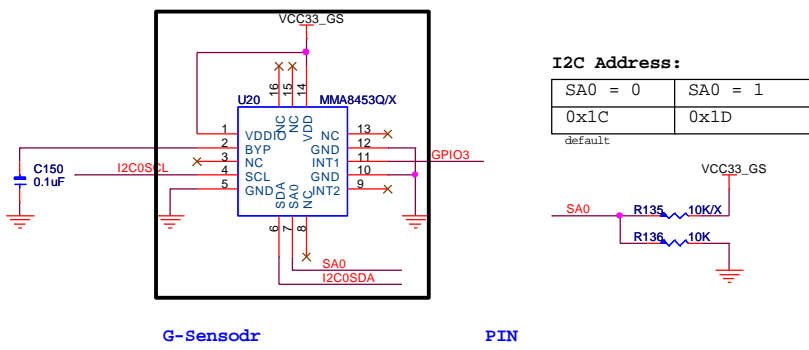 VCC33_GS
16 15 14
U20 MMA8453Q/X
NC NC VDD
1 VDDIO NC 13
2 BYP GND 12
3 NC INT1 11 GPIO3
I2C0SCL 4 SCL GND 10
5 GND INT2 9
SDA SA0 NC
6 7 8
C150
0.1uF
SA0
I2C0SDA
I2C Address:
SA0 = 0 SA0 = 1
0x1C 0x1D
default
VCC33_GS
SA0 R135 10K/X
R136 10K
G-Sensodr PIN